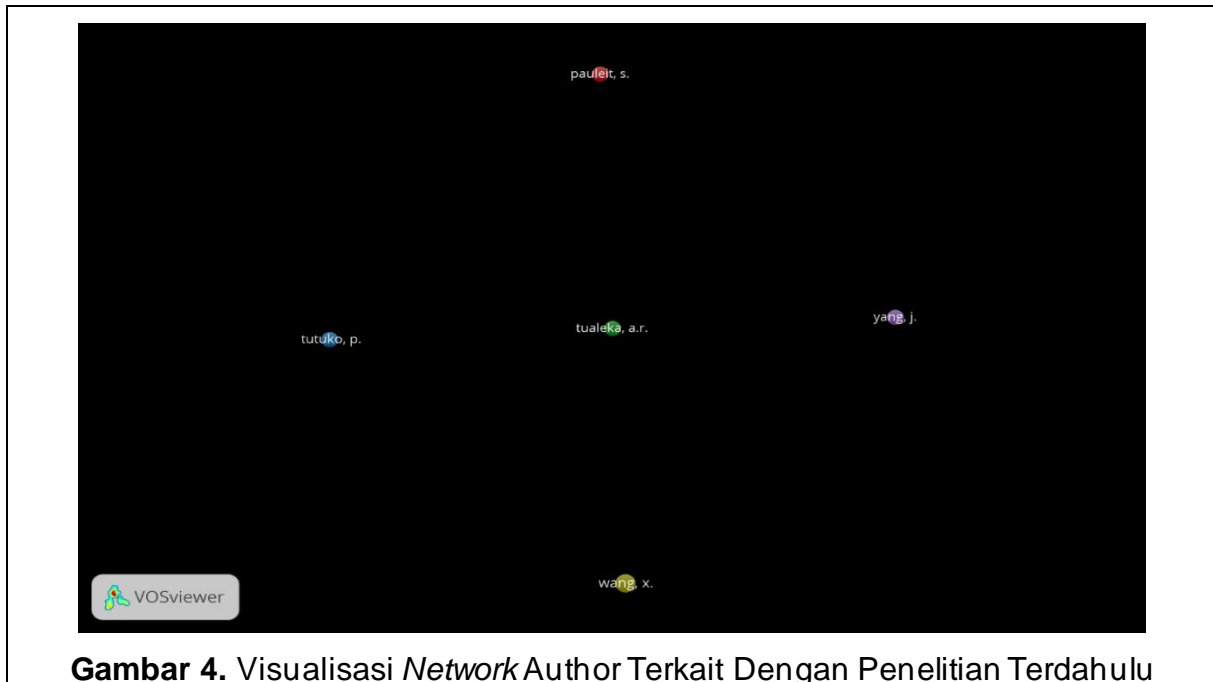 pauleit, s.
tutuko, p.
tualeka, a.r.
yang, j.
wang, x.
VOSviewer
Gambar 4. Visualisasi Network Author Terkait Dengan Penelitian Terdahulu